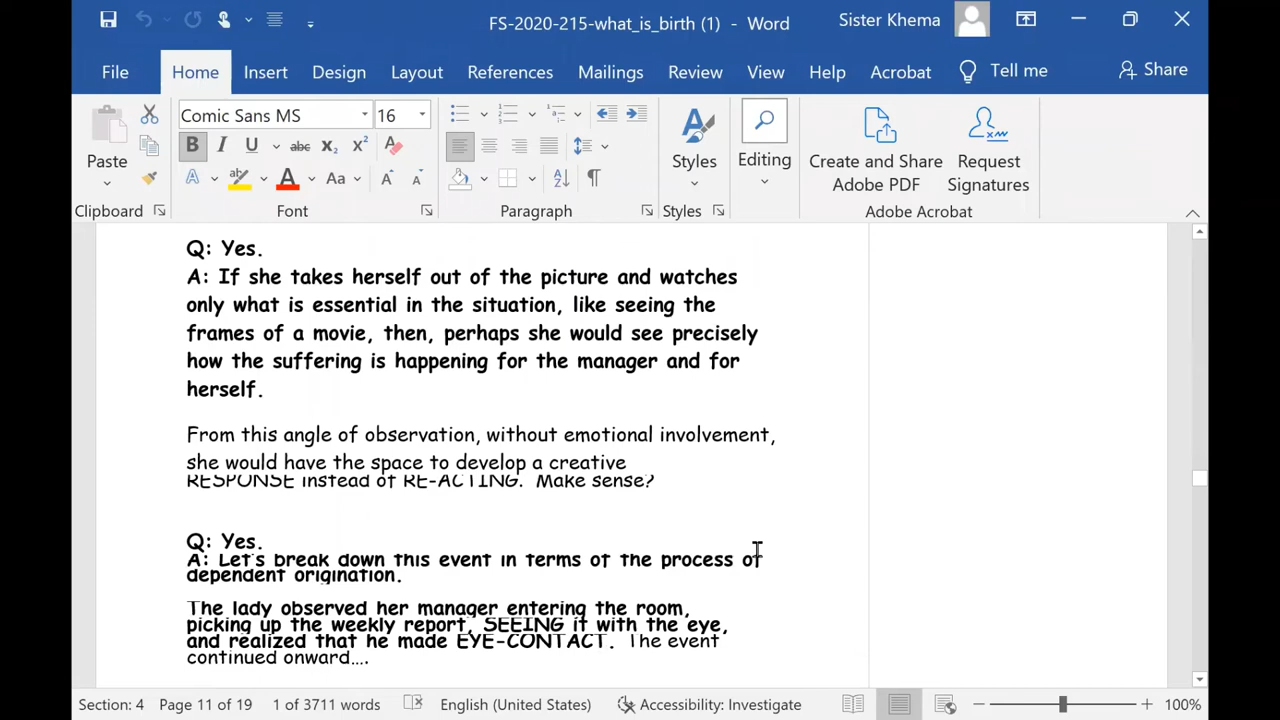 FS-2020-215-what_is_birth (1) - Word
Sister Khema
File Home Insert Design Layout References Mailings Review View Help Acrobat Tell me Share
Comic Sans MS 16
B I U abc x₂ x² A
Paste
A ab A Aa A A
Styles
Editing
Create and Share
Adobe PDF
Request
Signatures
Clipboard Font Paragraph Styles Adobe Acrobat
Q: Yes.
A: If she takes herself out of the picture and watches
only what is essential in the situation, like seeing the
frames of a movie, then, perhaps she would see precisely
how the suffering is happening for the manager and for
herself.
From this angle of observation, without emotional involvement,
she would have the space to develop a creative
RESPONSE instead of RE-ACTING. Make sense?
Q: Yes.
A: Let's break down this event in terms of the process of
dependent origination.
The lady observed her manager entering the room,
picking up the weekly report, SEEING it with the eye,
and realized that he made EYE-CONTACT. The event
continued onward….
Section: 4 Page 11 of 19 1 of 3711 words English (United States) Accessibility: Investigate 100%